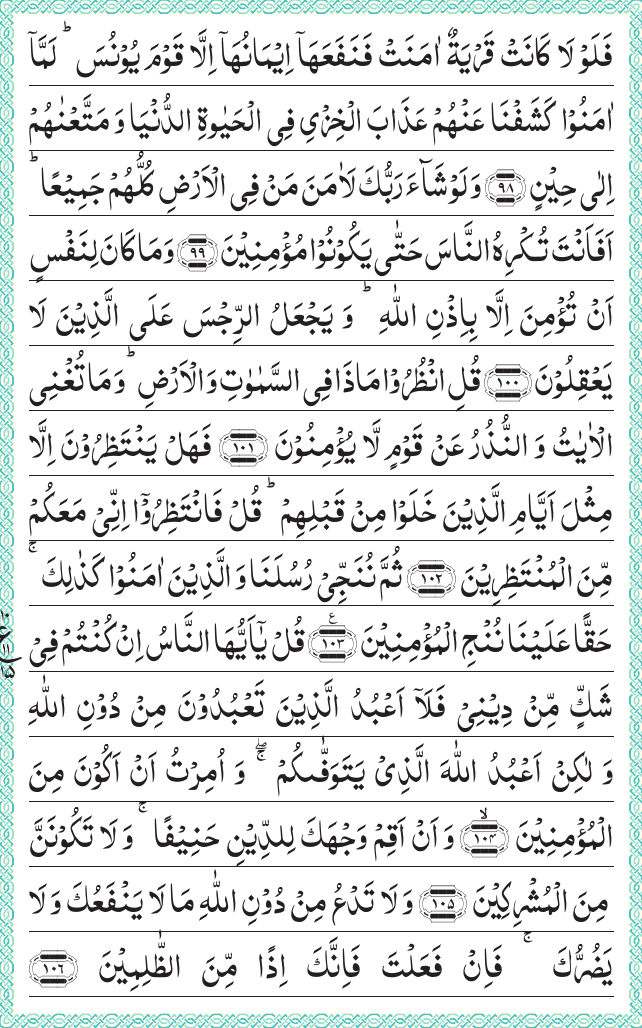 فَلَوۡ لَا كَانَتۡ قَرۡيَةٌ اٰمَنَتۡ فَنَفَعَهَاۤ اِيۡمَانُهَاۤ اِلَّا قَوۡمَ يُوۡنُسَ ؕ لَمَّاۤ
اٰمَنُوۡا كَشَفۡنَا عَنۡهُمۡ عَذَابَ الۡخِزۡىِ فِى الۡحَيٰوةِ الدُّنۡيَا وَ مَتَّعۡنٰهُمۡ
اِلٰى حِيۡنٍ ﴿۹۸﴾ وَ لَوۡ شَآءَ رَبُّكَ لَاٰمَنَ مَنۡ فِى الۡاَرۡضِ كُلُّهُمۡ جَمِيۡعًا ؕ
اَفَاَنۡتَ تُكۡرِهُ النَّاسَ حَتّٰى يَكُوۡنُوۡا مُؤۡمِنِيۡنَ ﴿۹۹﴾ وَ مَا كَانَ لِنَفۡسٍ
اَنۡ تُؤۡمِنَ اِلَّا بِاِذۡنِ اللّٰهِ ؕ وَ يَجۡعَلُ الرِّجۡسَ عَلَى الَّذِيۡنَ لَا
يَعۡقِلُوۡنَ ﴿۱۰۰﴾ قُلِ انْظُرُوۡا مَاذَا فِى السَّمٰوٰتِ وَ الۡاَرۡضِ ؕ وَ مَا تُغۡنِى
الۡاٰيٰتُ وَ النُّذُرُ عَنۡ قَوۡمٍ لَّا يُؤۡمِنُوۡنَ ﴿۱۰۱﴾ فَهَلۡ يَنۡتَظِرُوۡنَ اِلَّا
مِثۡلَ اَيَّامِ الَّذِيۡنَ خَلَوۡا مِنۡ قَبۡلِهِمۡ ؕ قُلۡ فَانْتَظِرُوۡۤا اِنِّىۡ مَعَكُمۡ
مِّنَ الۡمُنۡتَظِرِيۡنَ ﴿۱۰۲﴾ ثُمَّ نُنَجِّىۡ رُسُلَنَا وَ الَّذِيۡنَ اٰمَنُوۡا كَذٰلِكَ ۚ
حَقًّا عَلَيۡنَا نُنۡجِ الۡمُؤۡمِنِيۡنَ ﴿۱۰۳﴾ قُلۡ يٰۤاَيُّهَا النَّاسُ اِنۡ كُنۡتُمۡ فِىۡ
شَكٍّ مِّنۡ دِيۡنِىۡ فَلَاۤ اَعۡبُدُ الَّذِيۡنَ تَعۡبُدُوۡنَ مِنۡ دُوۡنِ اللّٰهِ
وَ لٰكِنۡ اَعۡبُدُ اللّٰهَ الَّذِىۡ يَتَوَفّٰٮكُمۡ ۖۚ وَ اُمِرۡتُ اَنۡ اَكُوۡنَ مِنَ
الۡمُؤۡمِنِيۡنَ ۙ﴿۱۰۴﴾ وَ اَنۡ اَقِمۡ وَجۡهَكَ لِلدِّيۡنِ حَنِيۡفًا ۚ وَ لَا تَكُوۡنَنَّ
مِنَ الۡمُشۡرِكِيۡنَ ﴿۱۰۵﴾ وَ لَا تَدۡعُ مِنۡ دُوۡنِ اللّٰهِ مَا لَا يَنۡفَعُكَ وَ لَا
يَضُرُّكَ ۚ فَاِنۡ فَعَلۡتَ فَاِنَّكَ اِذًا مِّنَ الظّٰلِمِيۡنَ ﴿۱۰۶﴾